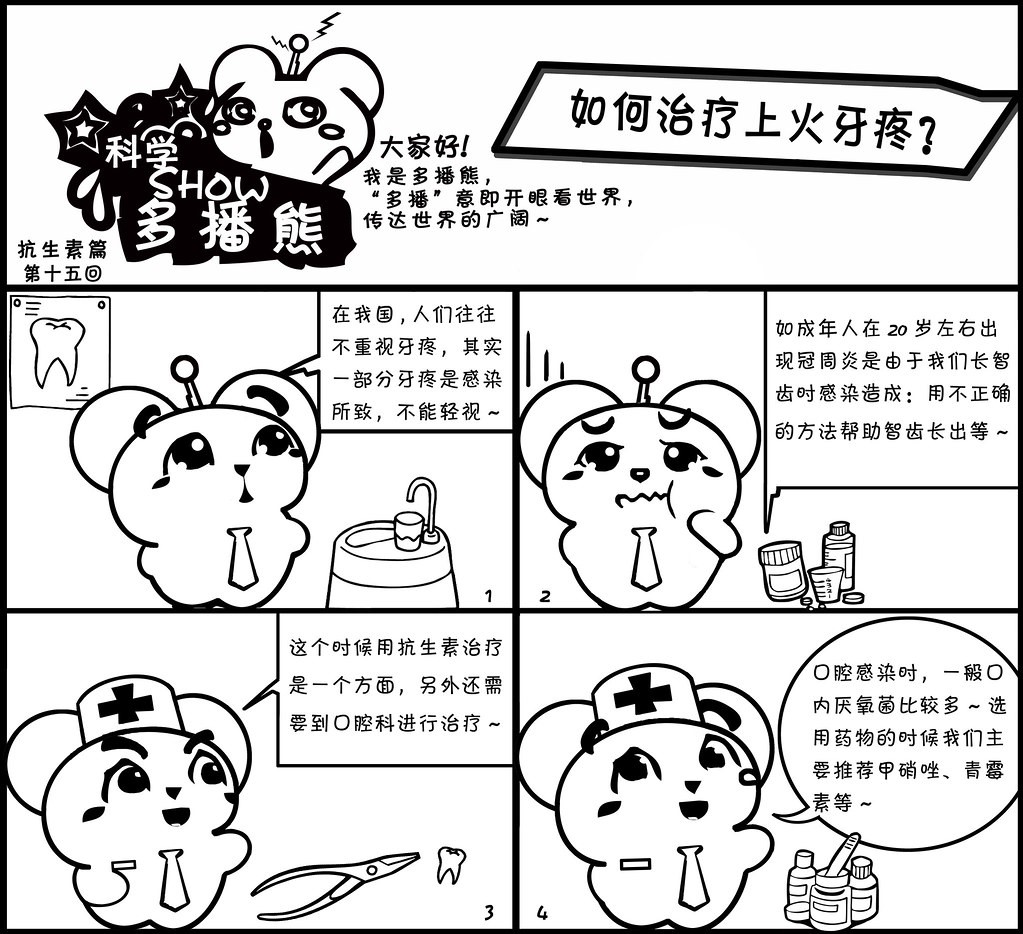 科学
SHOW
多播熊
抗生素篇
第十五回
大家好!
我是多播熊，
“多播”意即开眼看世界，
传达世界的广阔～
如何治疗上火牙疼?
在我国，人们往往
不重视牙疼，其实
一部分牙疼是感染
所致，不能轻视～
1
如成年人在 20 岁左右出
现冠周炎是由于我们长智
齿时感染造成：用不正确
的方法帮助智齿长出等～
2
这个时候用抗生素治疗
是一个方面，另外还需
要到口腔科进行治疗～
3
口腔感染时，一般口
内厌氧菌比较多～选
用药物的时候我们主
要推荐甲硝唑、青霉
素等～
4